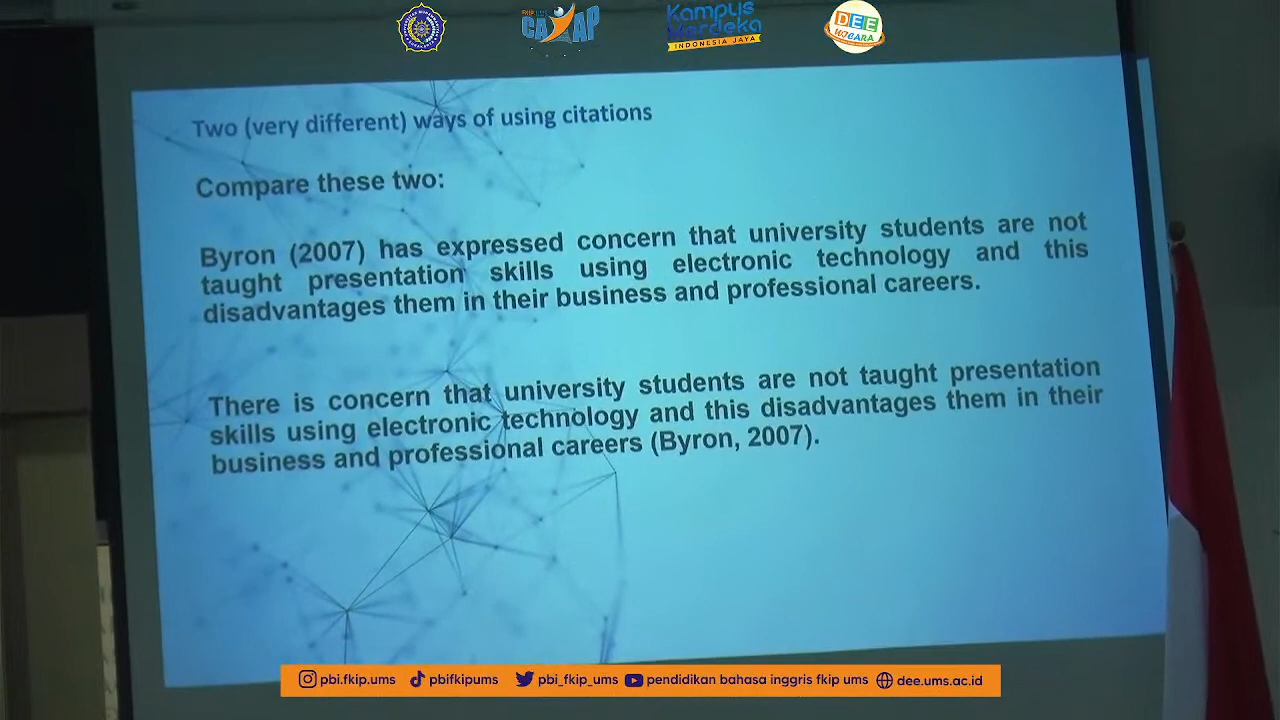 FKIP UMS
CAKAP
Kampus
Merdeka
INDONESIA JAYA
DEE
WICARA
Two (very different) ways of using citations
Compare these two:
Byron (2007) has expressed concern that university students are not
taught presentation skills using electronic technology and this
disadvantages them in their business and professional careers.
There is concern that university students are not taught presentation
skills using electronic technology and this disadvantages them in their
business and professional careers (Byron, 2007).
pbi.fkip.ums pbifkipums pbi_fkip_ums pendidikan bahasa inggris fkip ums dee.ums.ac.id